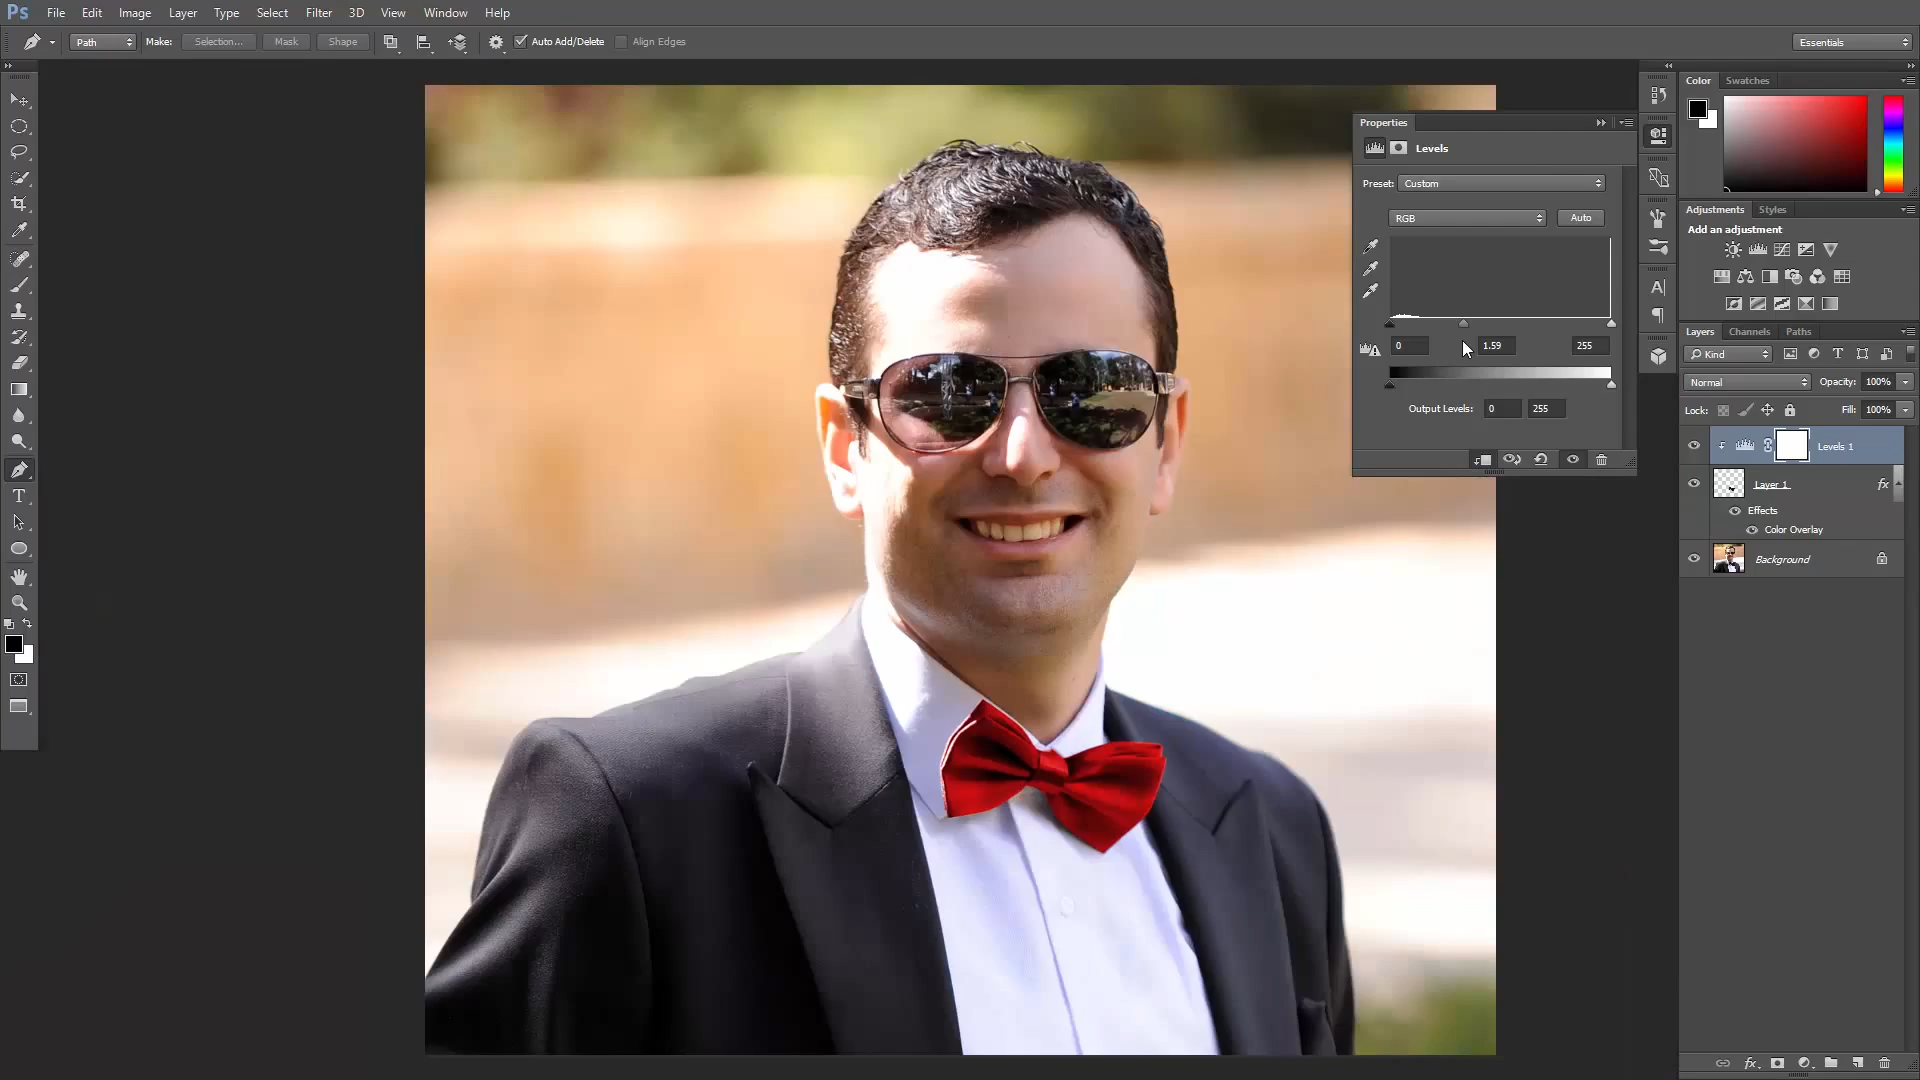 Ps File Edit Image Layer Type Select Filter 3D View Window Help
Path Make: Selection... Mask Shape Auto Add/Delete Align Edges Essentials
Color Swatches
Properties
Levels
Preset: Custom
RGB Auto
0 1.59 255
Output Levels: 0 255
Adjustments Styles
Add an adjustment
Layers Channels Paths
Kind
Normal Opacity: 100%
Lock: Fill: 100%
Levels 1
Layer 1 fx
Effects
Color Overlay
Background